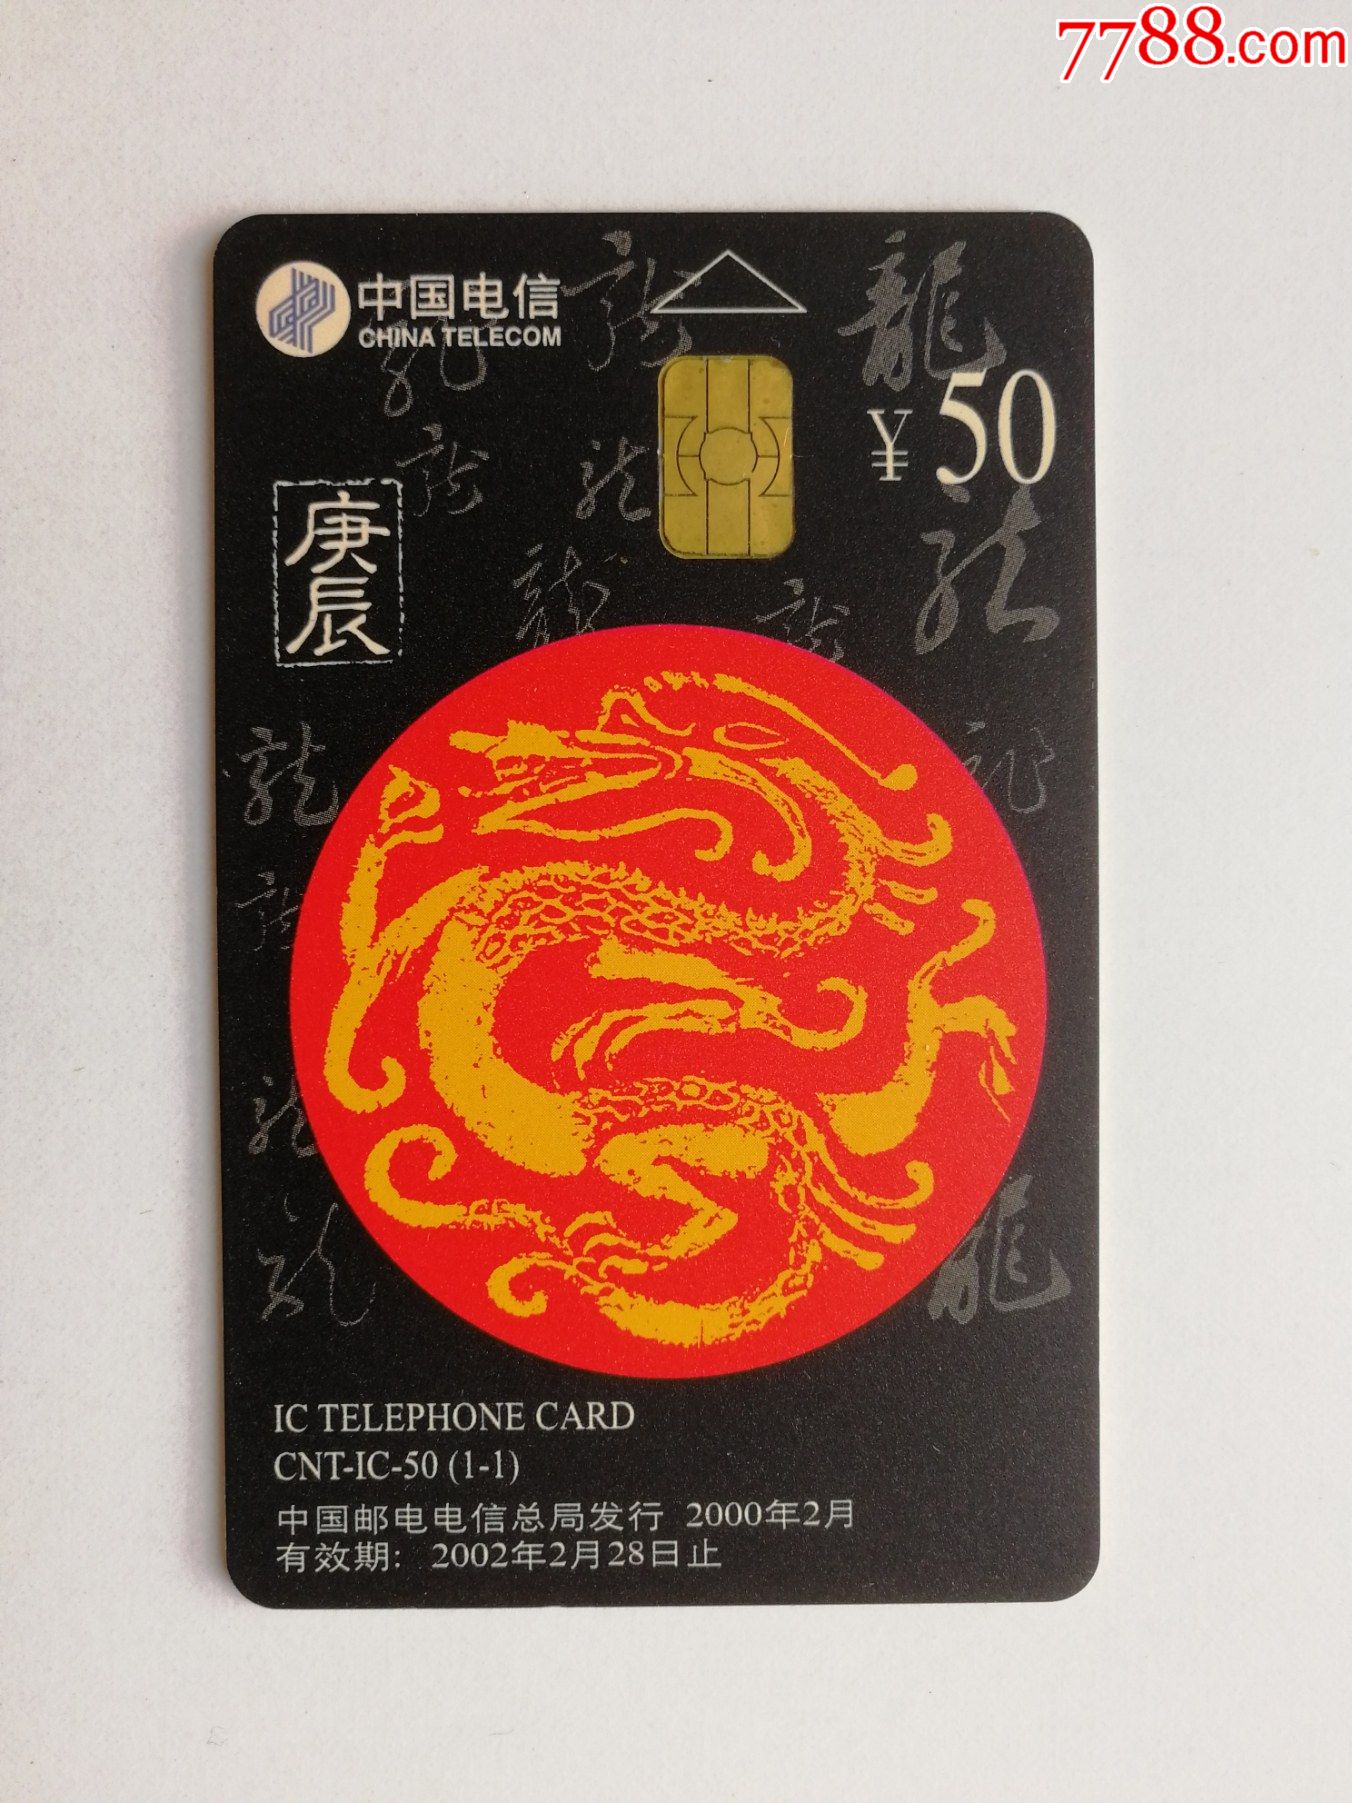 7788.com
中国电信
CHINA TELECOM
龍
¥50
庚辰
龍
IC TELEPHONE CARD
CNT-IC-50 (1-1)
中国邮电电信总局发行 2000年2月
有效期: 2002年2月28日止